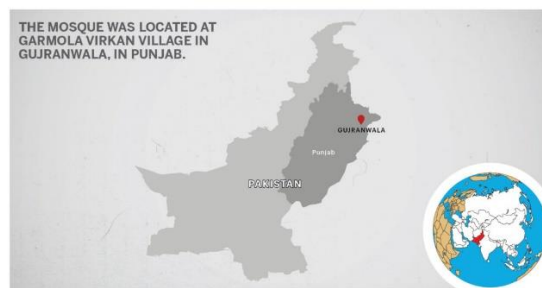 THE MOSQUE WAS LOCATED AT
GARMOLA VIRKAN VILLAGE IN
GUJRANWALA, IN PUNJAB.
GUJRANWALA
Punjab
PAKISTAN